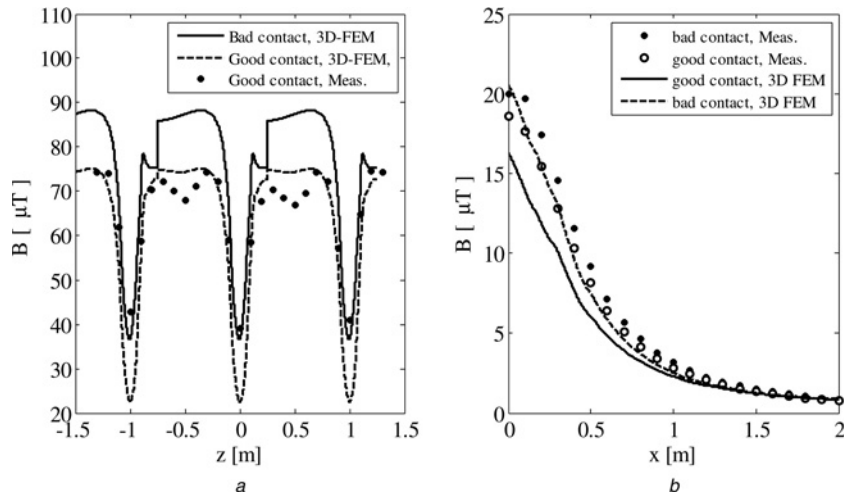 110
100
90
80
70
60
50
40
30
20
B [ μT ]
Bad contact, 3D-FEM
Good contact, 3D-FEM,
Good contact, Meas.
-1.5
-1
-0.5
0
0.5
1
1.5
z [m]
a
25
20
15
10
5
0
B [ μT ]
bad contact, Meas.
good contact, Meas.
good contact, 3D FEM
bad contact, 3D FEM
0
0.5
1
1.5
2
x [m]
b